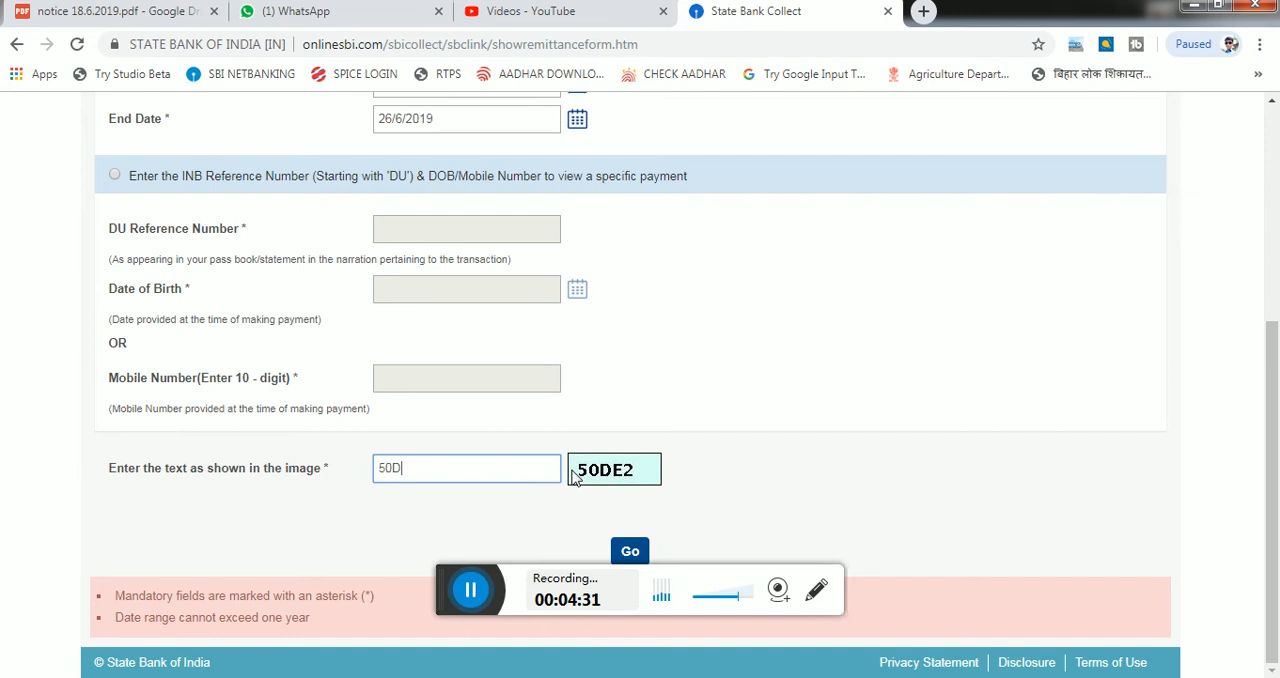 notice 18.6.2019.pdf - Google Dr
(1) WhatsApp
Videos - YouTube
State Bank Collect
STATE BANK OF INDIA [IN] onlinesbi.com/sbicollect/sbclink/showremittanceform.htm
Paused
Apps
Try Studio Beta
SBI NETBANKING
SPICE LOGIN
RTPS
AADHAR DOWNLO...
CHECK AADHAR
Try Google Input T...
Agriculture Depart...
बिहार लोक शिकायत...
End Date *
26/6/2019
Enter the INB Reference Number (Starting with 'DU') & DOB/Mobile Number to view a specific payment
DU Reference Number *
(As appearing in your pass book/statement in the narration pertaining to the transaction)
Date of Birth *
(Date provided at the time of making payment)
OR
Mobile Number(Enter 10 - digit) *
(Mobile Number provided at the time of making payment)
Enter the text as shown in the image *
50D
50DE2
Go
Recording...
00:04:31
Mandatory fields are marked with an asterisk (*)
Date range cannot exceed one year
© State Bank of India
Privacy Statement
Disclosure
Terms of Use